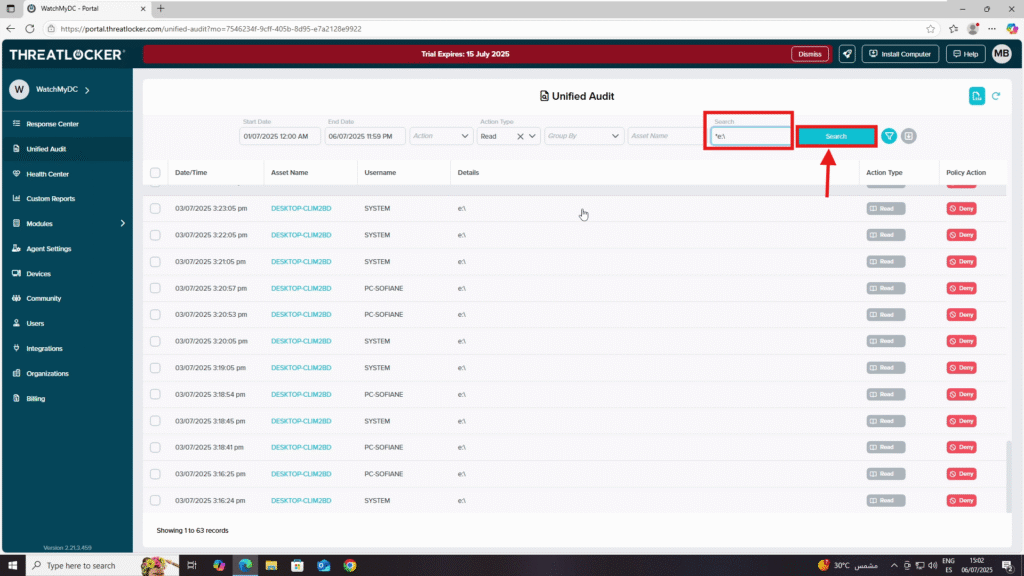 WatchMyDC - Portal
https://portal.threatlocker.com/unified-audit?mo=7546234f-9cff-405b-8d95-e7a2128e9922
THREATLOCKER
Trial Expires: 15 July 2025
Dismiss
Install Computer
Help
MB
W
WatchMyDC
Response Center
Unified Audit
Health Center
Custom Reports
Modules
Agent Settings
Devices
Community
Users
Integrations
Organizations
Billing
Version 2.21.3.459
Unified Audit
Start Date
End Date
Action Type
Search
01/07/2025 12:00 AM
06/07/2025 11:59 PM
Action
Read
Group By
Asset Name
*e:\
Search
Date/Time Asset Name Username Details Action Type Policy Action
03/07/2025 3:23:05 pm DESKTOP-CLIM2BD SYSTEM e:\ Read Deny
03/07/2025 3:22:05 pm DESKTOP-CLIM2BD SYSTEM e:\ Read Deny
03/07/2025 3:21:05 pm DESKTOP-CLIM2BD SYSTEM e:\ Read Deny
03/07/2025 3:20:57 pm DESKTOP-CLIM2BD PC-SOFIANE e:\ Read Deny
03/07/2025 3:20:53 pm DESKTOP-CLIM2BD PC-SOFIANE e:\ Read Deny
03/07/2025 3:20:05 pm DESKTOP-CLIM2BD SYSTEM e:\ Read Deny
03/07/2025 3:19:05 pm DESKTOP-CLIM2BD SYSTEM e:\ Read Deny
03/07/2025 3:18:54 pm DESKTOP-CLIM2BD PC-SOFIANE e:\ Read Deny
03/07/2025 3:18:45 pm DESKTOP-CLIM2BD SYSTEM e:\ Read Deny
03/07/2025 3:18:41 pm DESKTOP-CLIM2BD PC-SOFIANE e:\ Read Deny
03/07/2025 3:16:25 pm DESKTOP-CLIM2BD PC-SOFIANE e:\ Read Deny
03/07/2025 3:16:24 pm DESKTOP-CLIM2BD SYSTEM e:\ Read Deny
Showing 1 to 63 records
Type here to search
30°C مشمس
ENG
ES
15:02
06/07/2025